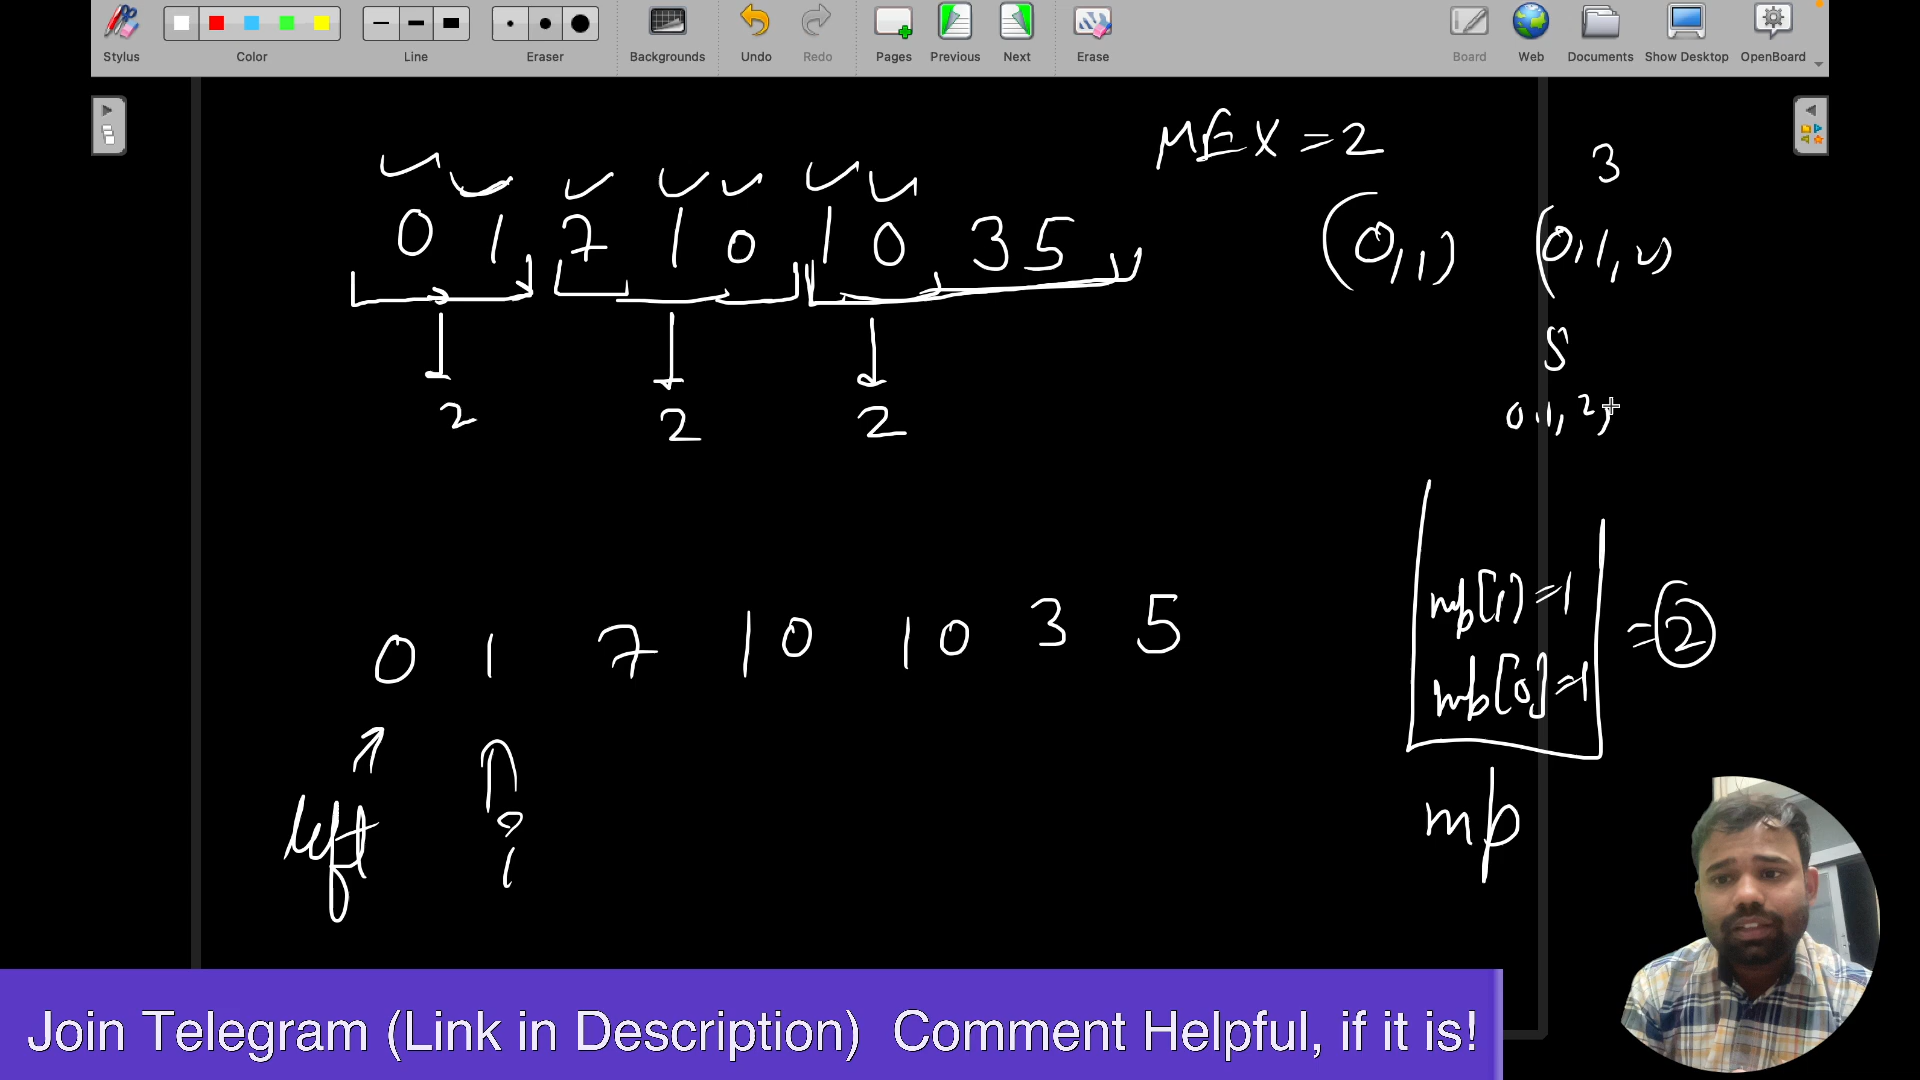 Stylus Color Line Eraser Backgrounds Undo Redo Pages Previous Next Erase Board Web Documents Show Desktop OpenBoard
MEX = 2
3
0 1 7 1 0 1 0 3 5
(0,1) (0,1,2)
5
2 2 2
0,1,2,
mp[1]=1
mp[0]=1
=2
0 1 7 1 0 1 0 3 5
left i
mp
Join Telegram (Link in Description) Comment Helpful, if it is!